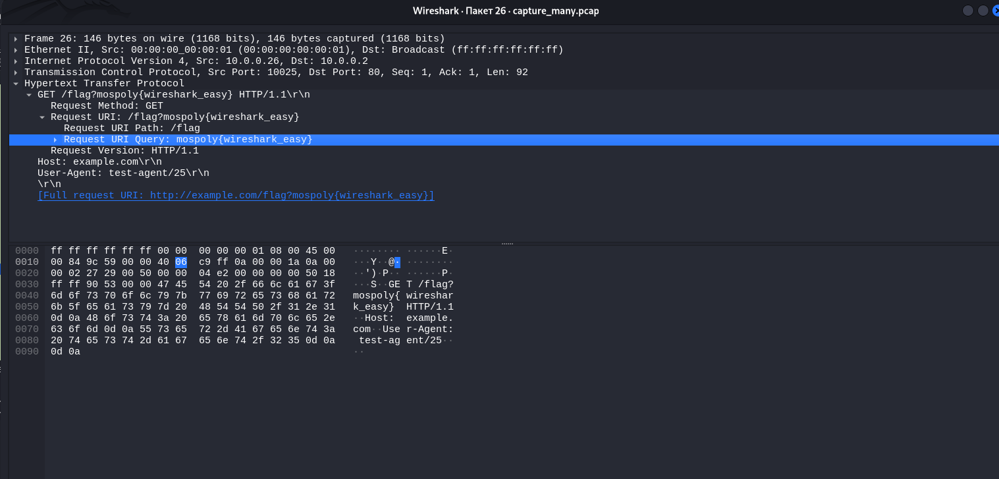 Wireshark · Пакет 26 · capture_many.pcap
Frame 26: 146 bytes on wire (1168 bits), 146 bytes captured (1168 bits)
Ethernet II, Src: 00:00:00_00:00:01 (00:00:00:00:00:01), Dst: Broadcast (ff:ff:ff:ff:ff:ff)
Internet Protocol Version 4, Src: 10.0.0.26, Dst: 10.0.0.2
Transmission Control Protocol, Src Port: 10025, Dst Port: 80, Seq: 1, Ack: 1, Len: 92
Hypertext Transfer Protocol
GET /flag?mospoly{wireshark_easy} HTTP/1.1\r\n
Request Method: GET
Request URI: /flag?mospoly{wireshark_easy}
Request URI Path: /flag
Request URI Query: mospoly{wireshark_easy}
Request Version: HTTP/1.1
Host: example.com\r\n
User-Agent: test-agent/25\r\n
\r\n
[Full request URI: http://example.com/flag?mospoly{wireshark_easy}]
0000 ff ff ff ff ff ff 00 00 00 00 00 01 08 00 45 00 ········ ······E·
0010 00 84 9c 59 00 00 40 06 c9 ff 0a 00 00 1a 0a 00 ···Y··@· ········
0020 00 02 27 29 00 50 00 00 04 e2 00 00 00 00 50 18 ··')·P·· ······P·
0030 ff ff 90 53 00 00 47 45 54 20 2f 66 6c 61 67 3f ···S··GE T /flag?
0040 6d 6f 73 70 6f 6c 79 7b 77 69 72 65 73 68 61 72 mospoly{ wireshar
0050 6b 5f 65 61 73 79 7d 20 48 54 54 50 2f 31 2e 31 k_easy} HTTP/1.1
0060 0d 0a 48 6f 73 74 3a 20 65 78 61 6d 70 6c 65 2e ··Host: example.
0070 63 6f 6d 0d 0a 55 73 65 72 2d 41 67 65 6e 74 3a com··Use r-Agent:
0080 20 74 65 73 74 2d 61 67 65 6e 74 2f 32 35 0d 0a test-ag ent/25··
0090 0d 0a ··